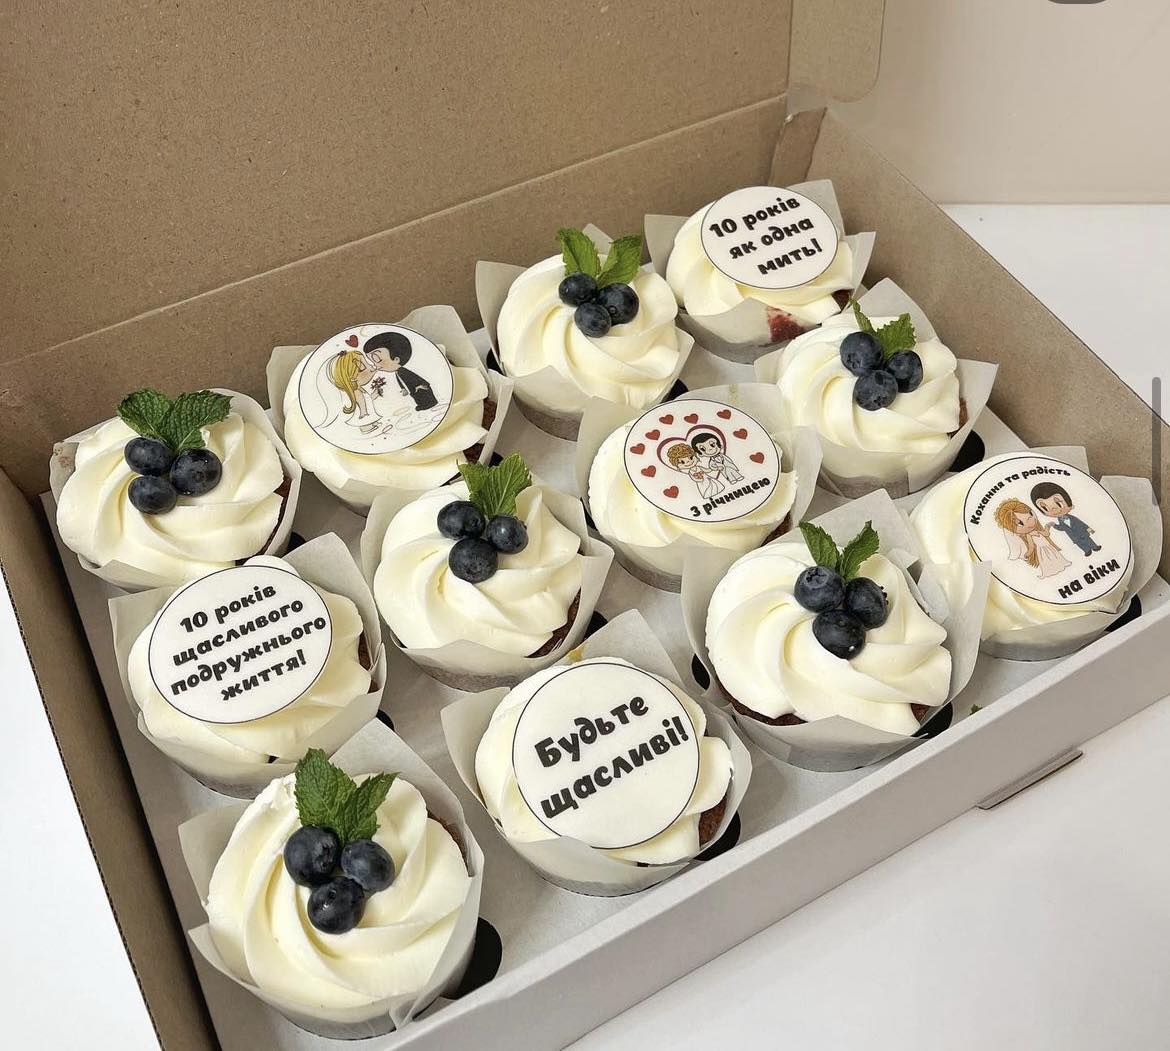 10 років
як одна
мить!
З річницею
Кохання та радість
на віки
10 років
щасливого
подружнього
життя!
Будьте
щасливі!